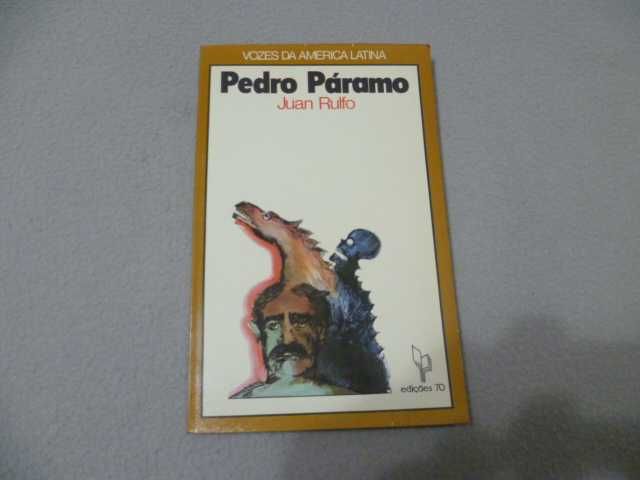 VOZES DA AMERICA LATINA
Pedro Páramo
Juan Rulfo
edições 70